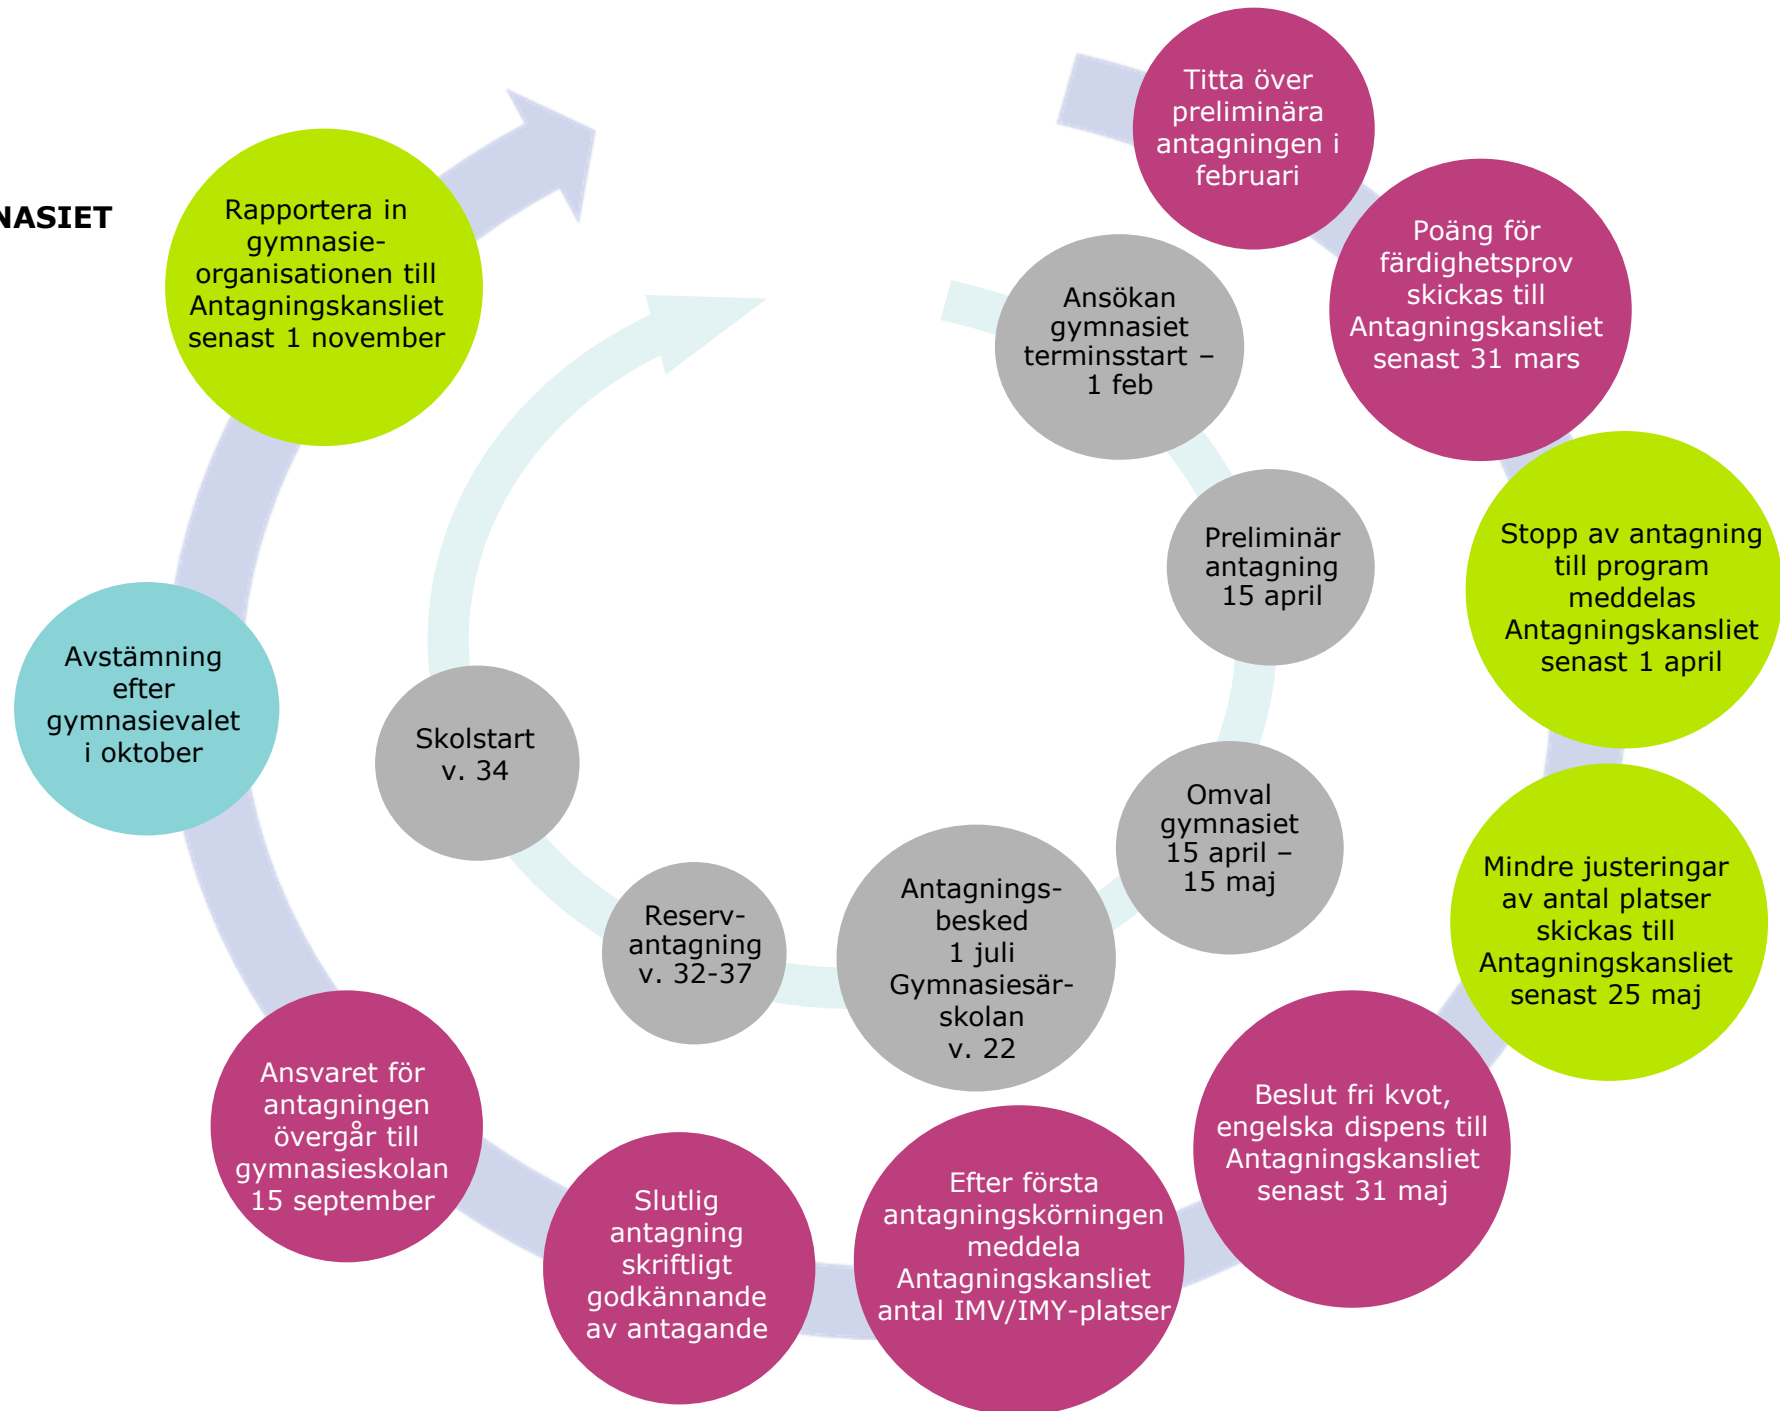 NASIET
Titta över
preliminära
antagningen i
februari
Poäng för
färdighetsprov
skickas till
Antagningskansliet
senast 31 mars
Stopp av antagning
till program
meddelas
Antagningskansliet
senast 1 april
Mindre justeringar
av antal platser
skickas till
Antagningskansliet
senast 25 maj
Beslut fri kvot,
engelska dispens till
Antagningskansliet
senast 31 maj
Efter första
antagningskörningen
meddela
Antagningskansliet
antal IMV/IMY-platser
Slutlig
antagning
skriftligt
godkännande
av antagande
Ansvaret för
antagningen
övergår till
gymnasieskolan
15 september
Avstämning
efter
gymnasievalet
i oktober
Rapportera in
gymnasie-
organisationen till
Antagningskansliet
senast 1 november
Ansökan
gymnasiet
terminsstart –
1 feb
Preliminär
antagning
15 april
Omval
gymnasiet
15 april –
15 maj
Antagnings-
besked
1 juli
Gymnasiesär-
skolan
v. 22
Reserv-
antagning
v. 32-37
Skolstart
v. 34